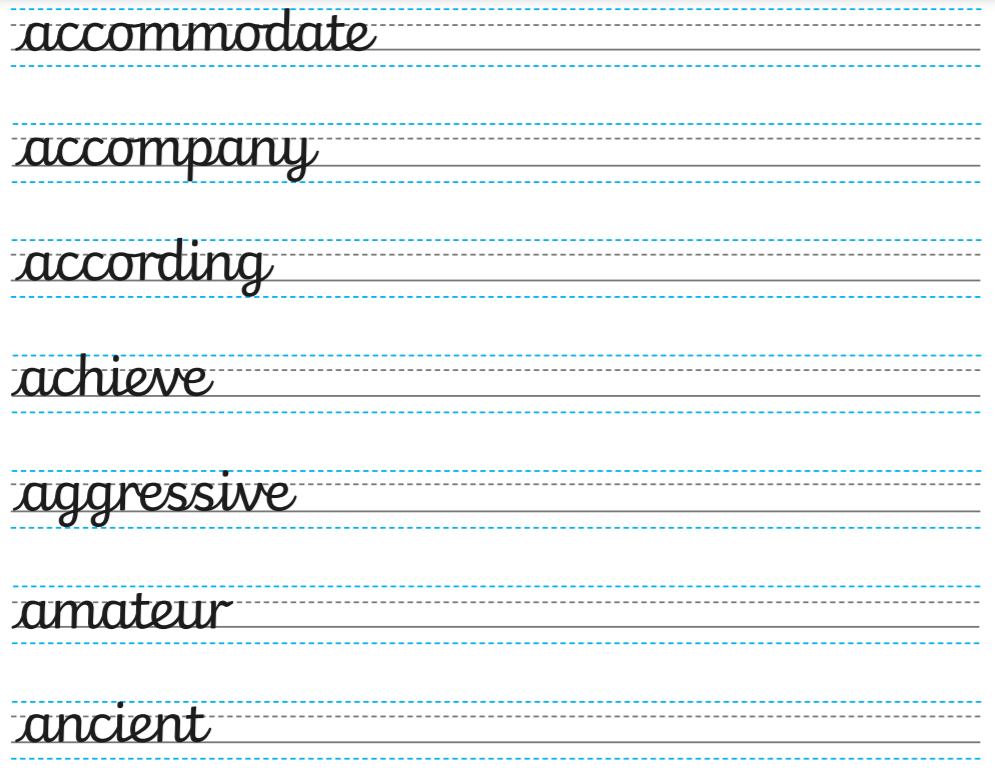 accommodate
accompany
according
achieve
aggressive
amateur
ancient